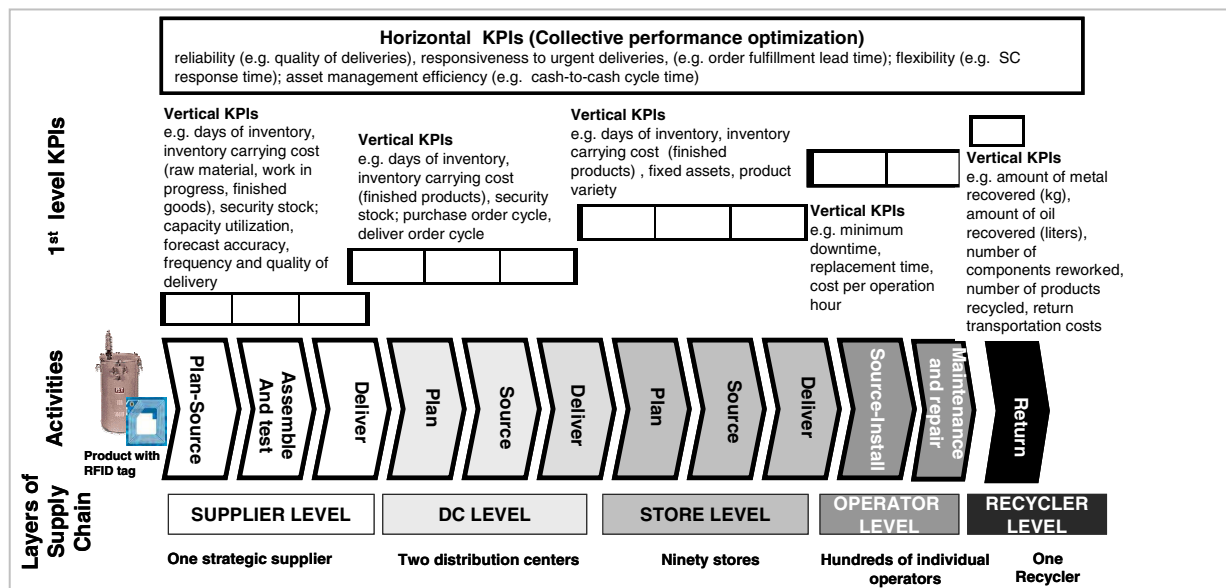 Horizontal KPIs (Collective performance optimization)
reliability (e.g. quality of deliveries), responsiveness to urgent deliveries, (e.g. order fulfillment lead time); flexibility (e.g. SC
response time); asset management efficiency (e.g. cash-to-cash cycle time)
1st level KPIs
Vertical KPIs
e.g. days of inventory,
inventory carrying cost
(raw material, work in
progress, finished
goods), security stock;
capacity utilization,
forecast accuracy,
frequency and quality of
delivery
Vertical KPIs
e.g. days of inventory,
inventory carrying cost
(finished products), security
stock; purchase order cycle,
deliver order cycle
Vertical KPIs
e.g. days of inventory, inventory
carrying cost (finished
products) , fixed assets, product
variety
Vertical KPIs
e.g. minimum
downtime,
replacement time,
cost per operation
hour
Vertical KPIs
e.g. amount of metal
recovered (kg),
amount of oil
recovered (liters),
number of
components reworked,
number of products
recycled, return
transportation costs
Activities
Product with
RFID tag
Plan-Source
Assemble
And test
Deliver
Plan
Source
Deliver
Plan
Source
Deliver
Source-Install
Maintenance
and repair
Return
Layers of
Supply
Chain
SUPPLIER LEVEL
DC LEVEL
STORE LEVEL
OPERATOR
LEVEL
RECYCLER
LEVEL
One strategic supplier
Two distribution centers
Ninety stores
Hundreds of individual
operators
One
Recycler